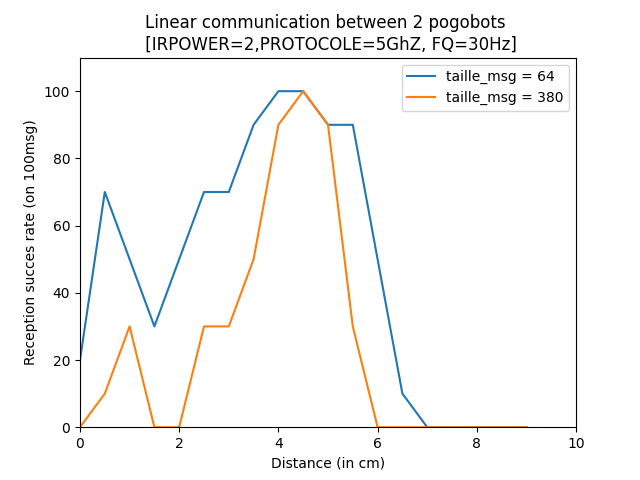 Linear communication between 2 pogobots
[IRPOWER=2,PROTOCOLE=5GhZ, FQ=30Hz]
taille_msg = 64
taille_msg = 380
Reception succes rate (on 100msg)
100
80
60
40
20
0
0 2 4 6 8 10
Distance (in cm)